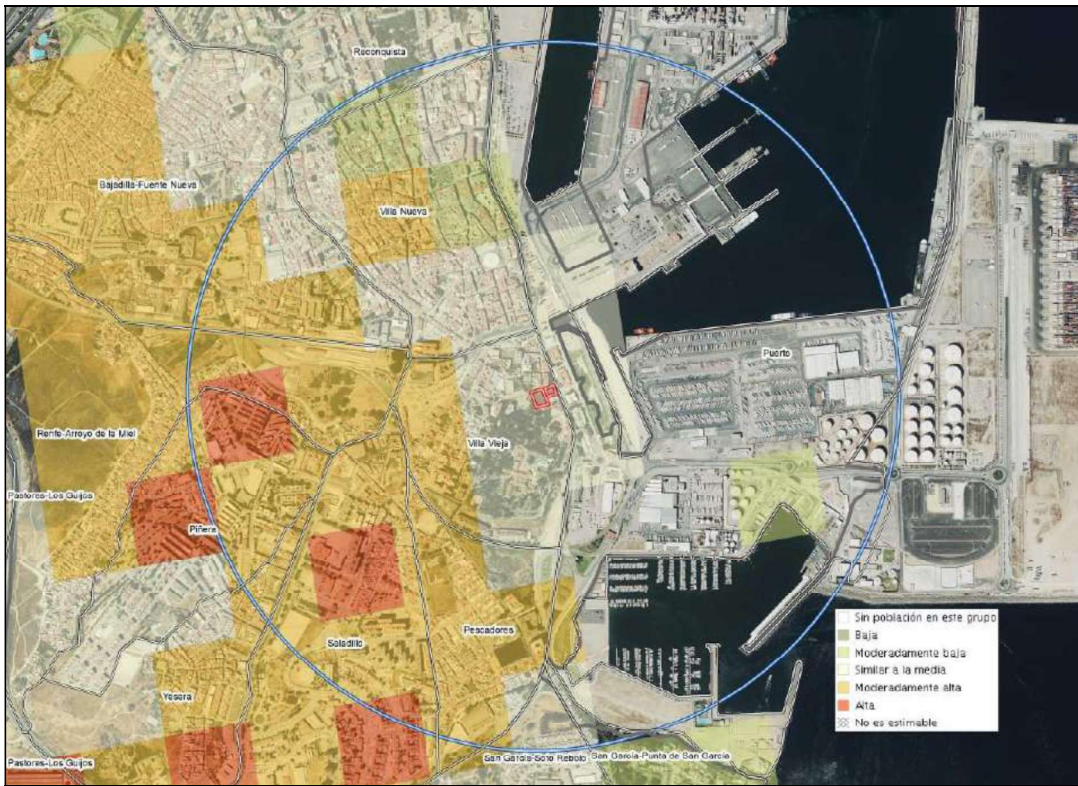 Reconquista
Bajadilla-Fuente Nueva
Villa Nueva
Puerto
Renfe-Arroyo de la Miel
Villa Vieja
Pastores-Los Guijos
Piñera
Pescadores
Saladillo
Yesera
Pastores-Los Guijos
San García-Soto Rebolo
San García-Punta de San García
Sin población en este grupo
Baja
Moderadamente baja
Similar a la media
Moderadamente alta
Alta
No es estimable